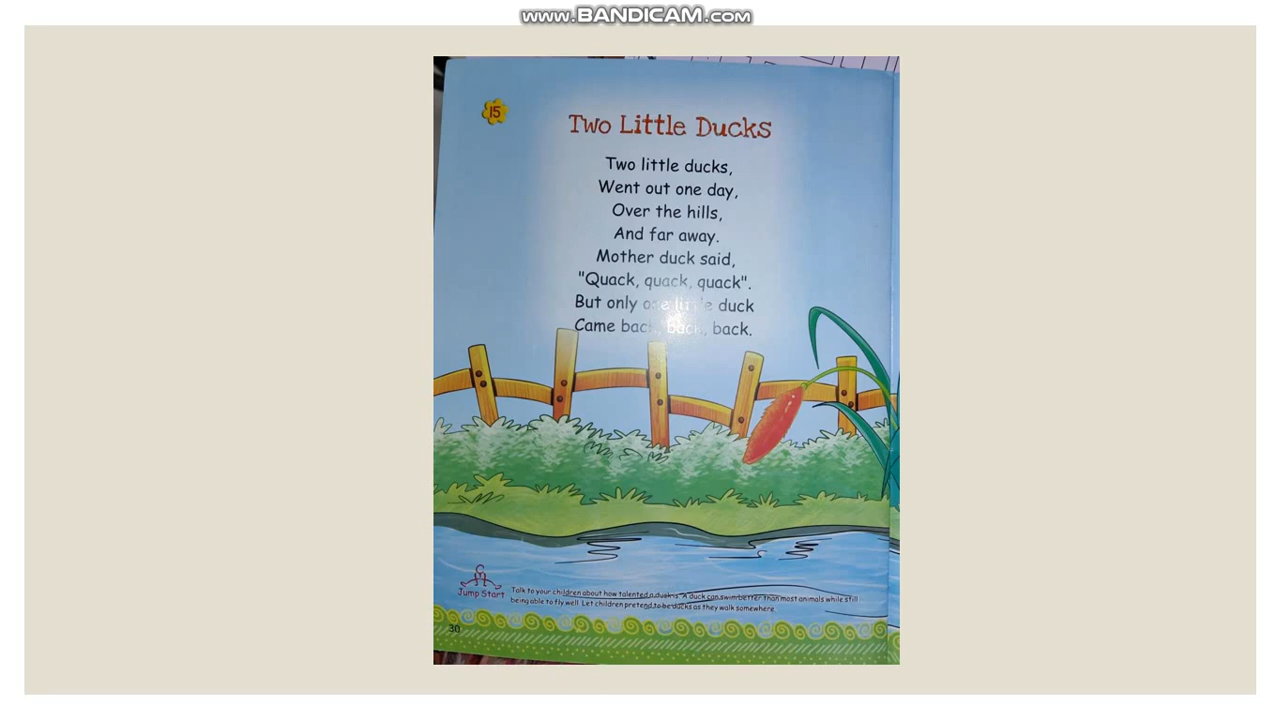 www.BANDICAM.com
15
Two Little Ducks
Two little ducks,
Went out one day,
Over the hills,
And far away.
Mother duck said,
"Quack, quack, quack".
But only one little duck
Came back, back, back.
Jump Start
Talk to your children about how talented a duck is. A duck can swim better than most animals while still
being able to fly well. Let children pretend to be ducks as they walk somewhere.
30